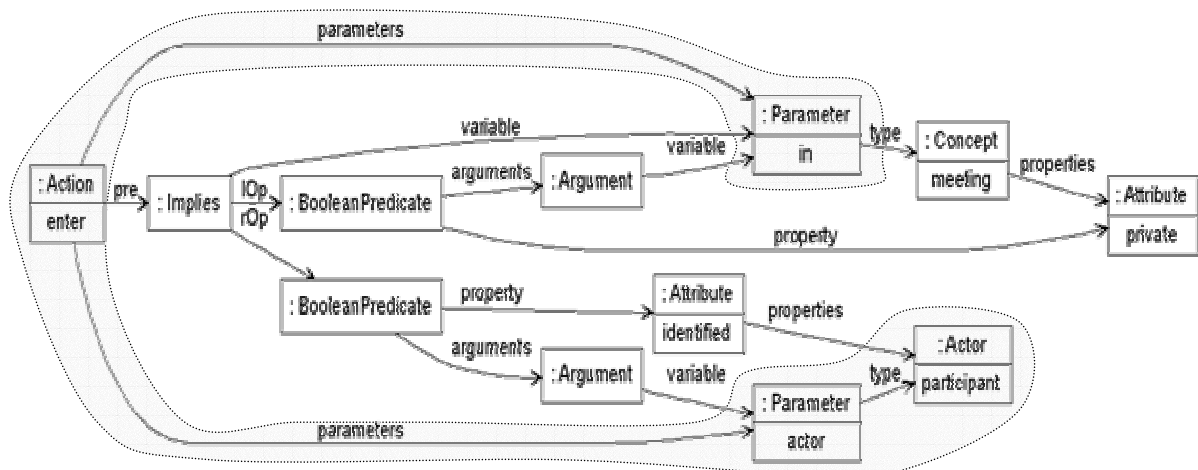 parameters
: Parameter
in
type
: Concept
meeting
properties
: Attribute
private
variable
variable
arguments
: Argument
: Action
enter
pre
: Implies
lOp
rOp
: BooleanPredicate
property
: BooleanPredicate
property
: Attribute
identified
properties
: Actor
participant
arguments
: Argument
variable
type
: Parameter
actor
parameters